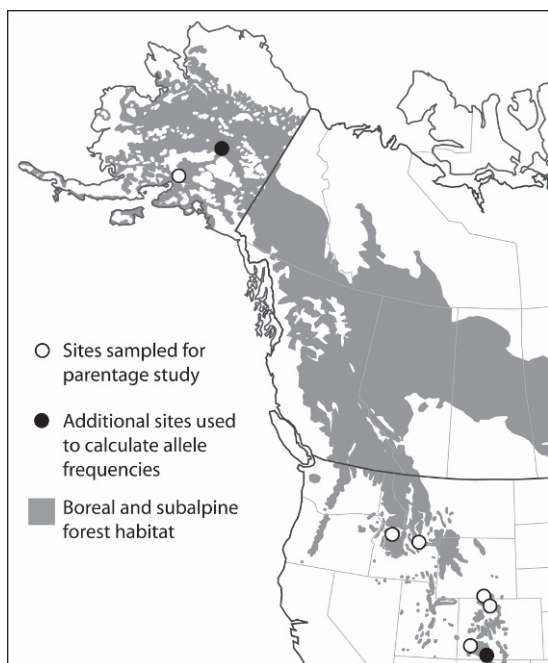 Sites sampled for
parentage study
Additional sites used
to calculate allele
frequencies
Boreal and subalpine
forest habitat